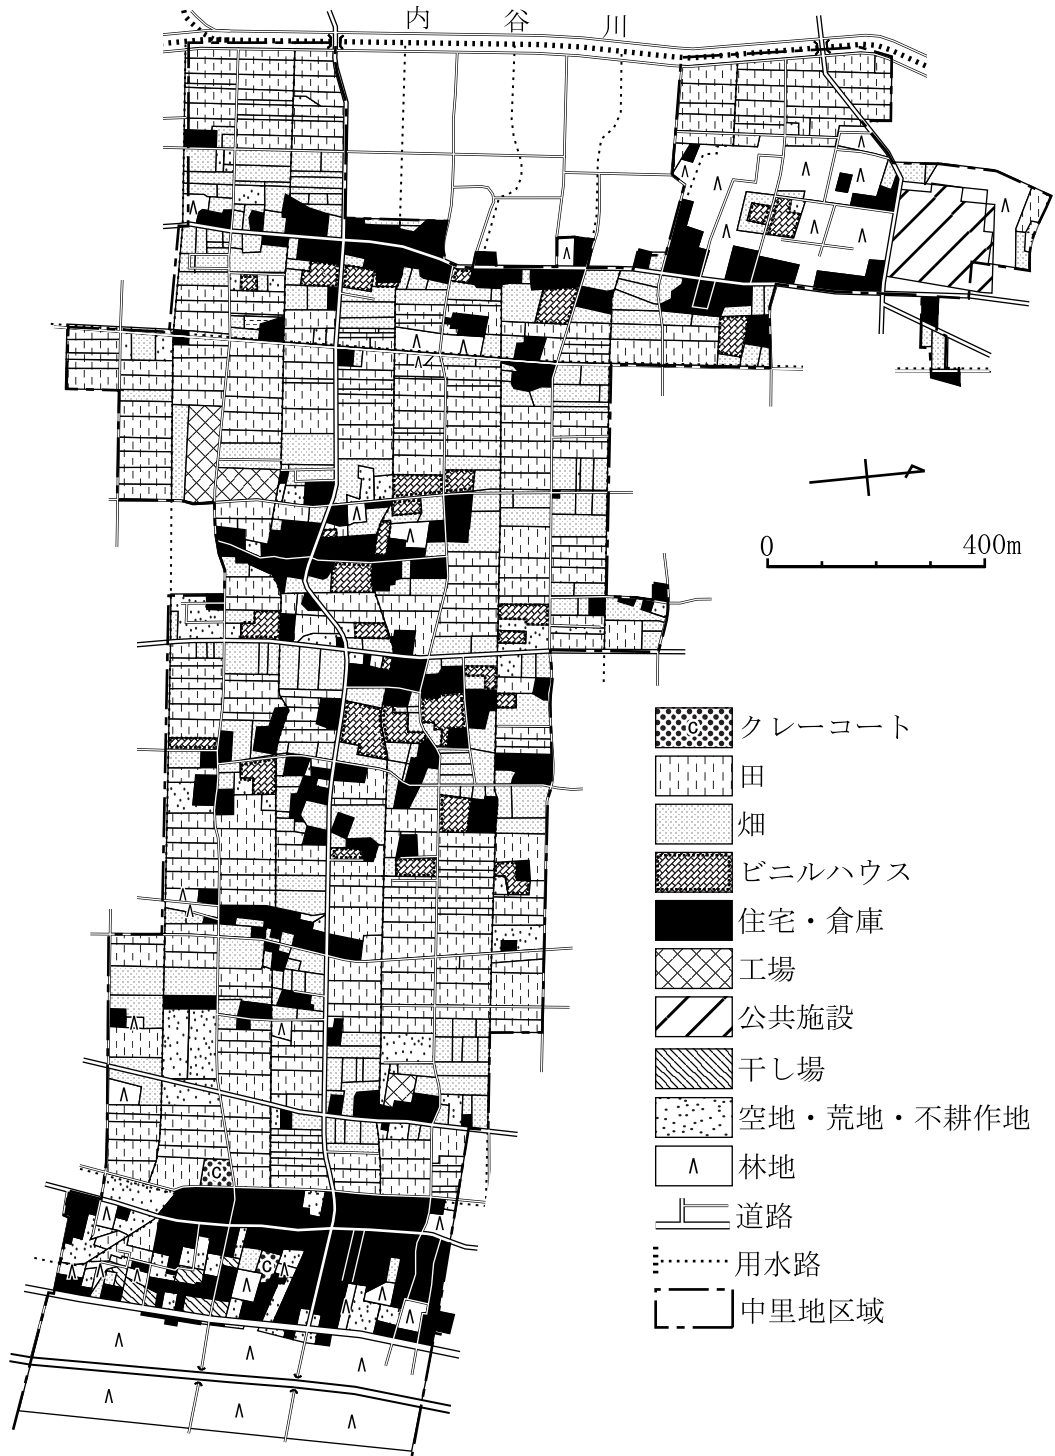 内谷川
0 400m
C クレーコート
田
畑
ビニルハウス
住宅・倉庫
工場
公共施設
干し場
空地・荒地・不耕作地
林地
道路
用水路
中里地区域
C
C